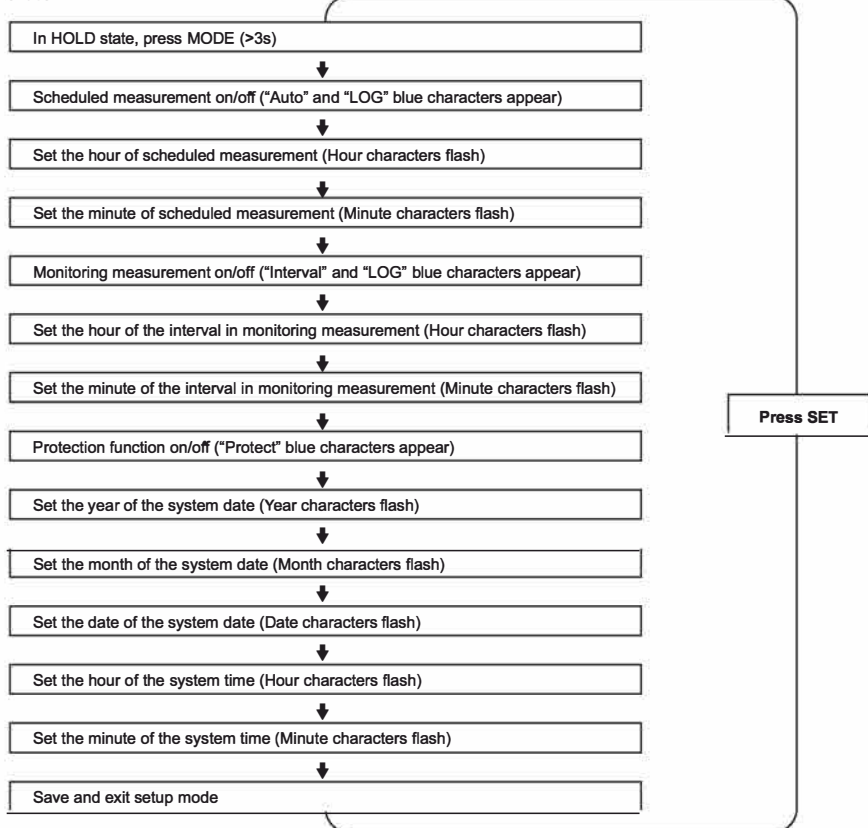 In HOLD state, press MODE (>3s)
Scheduled measurement on/off (“Auto” and “LOG” blue characters appear)
Set the hour of scheduled measurement (Hour characters flash)
Set the minute of scheduled measurement (Minute characters flash)
Monitoring measurement on/off (“Interval” and “LOG” blue characters appear)
Set the hour of the interval in monitoring measurement (Hour characters flash)
Set the minute of the interval in monitoring measurement (Minute characters flash)
Press SET
Protection function on/off (“Protect” blue characters appear)
Set the year of the system date (Year characters flash)
Set the month of the system date (Month characters flash)
Set the date of the system date (Date characters flash)
Set the hour of the system time (Hour characters flash)
Set the minute of the system time (Minute characters flash)
Save and exit setup mode